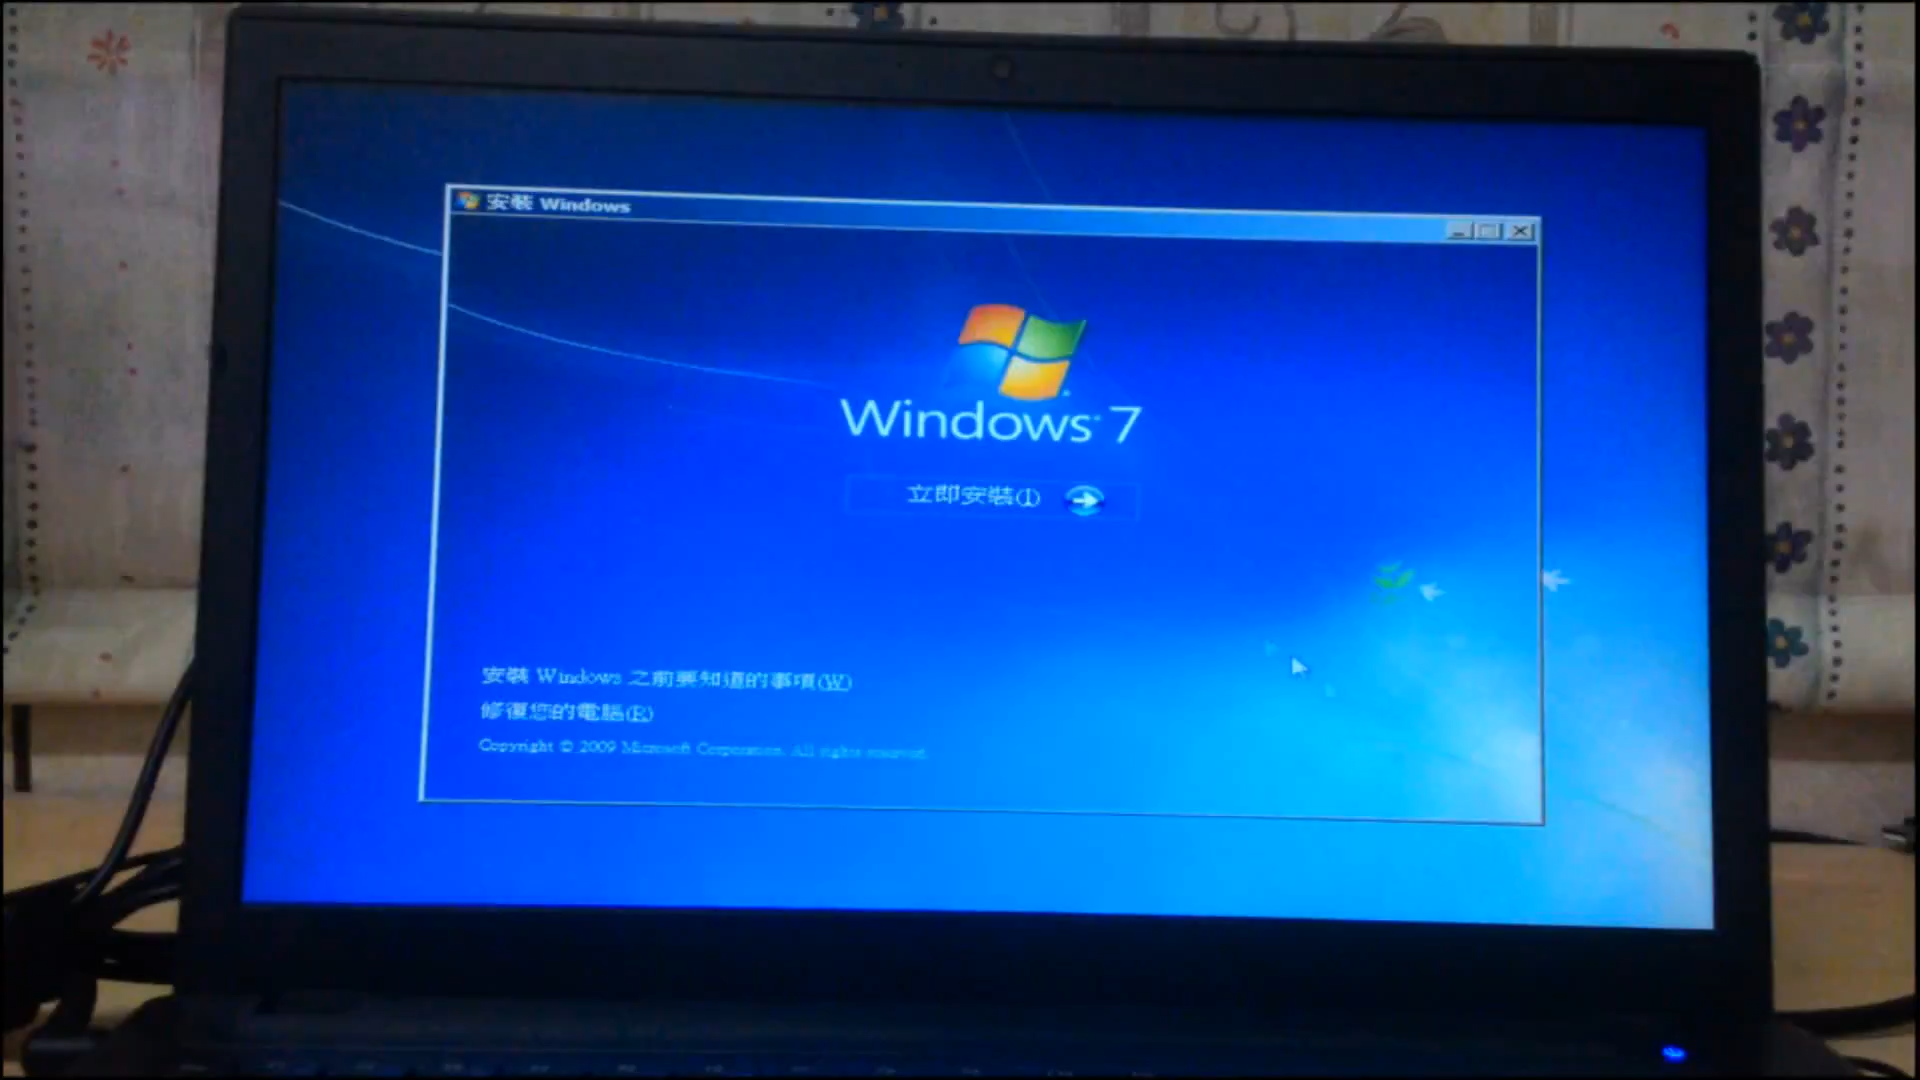 安裝 Windows
Windows 7
立即安裝(I)
安裝 Windows 之前要知道的事項(W)
修復您的電腦(R)
Copyright © 2009 Microsoft Corporation. All rights reserved.